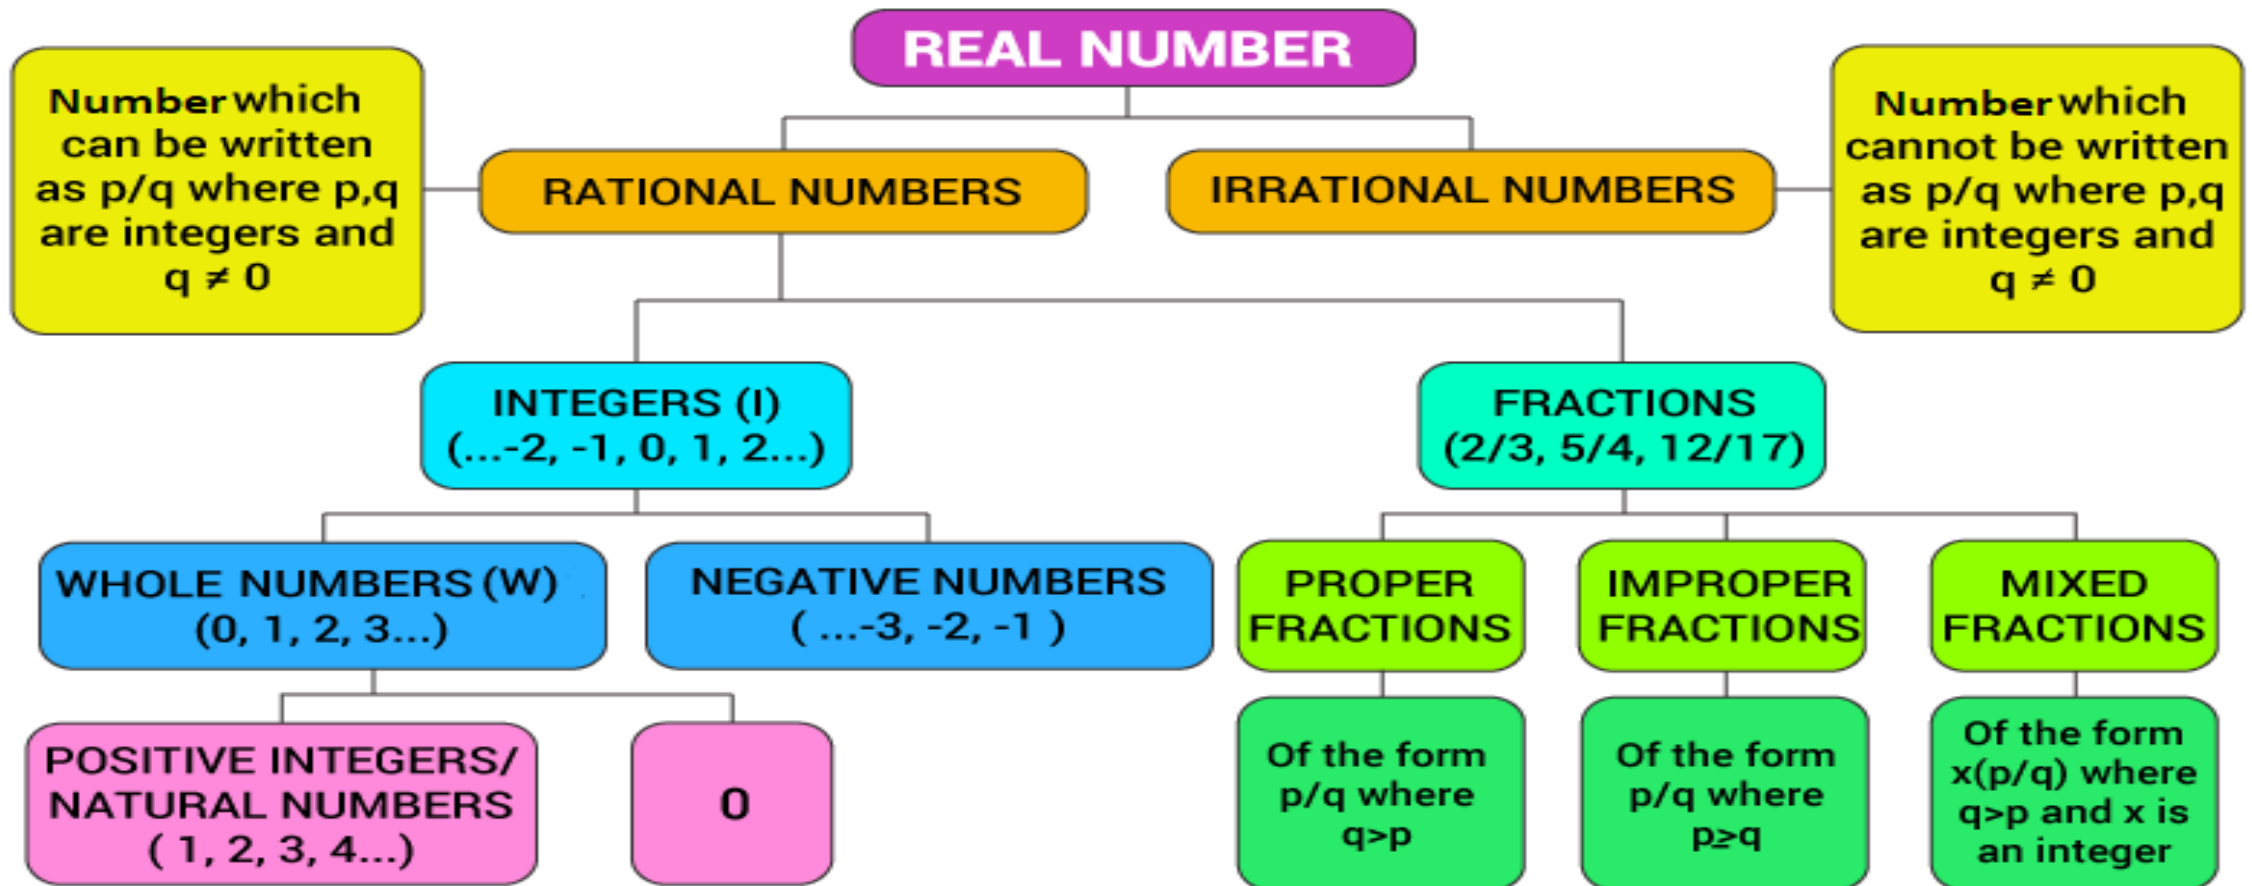 REAL NUMBER
Number which
can be written
as p/q where p,q
are integers and
q ≠ 0
RATIONAL NUMBERS
IRRATIONAL NUMBERS
Number which
cannot be written
as p/q where p,q
are integers and
q ≠ 0
INTEGERS (I)
(...-2, -1, 0, 1, 2...)
FRACTIONS
(2/3, 5/4, 12/17)
WHOLE NUMBERS (W)
(0, 1, 2, 3...)
NEGATIVE NUMBERS
( ...-3, -2, -1 )
PROPER
FRACTIONS
IMPROPER
FRACTIONS
MIXED
FRACTIONS
POSITIVE INTEGERS/
NATURAL NUMBERS
( 1, 2, 3, 4...)
0
Of the form
p/q where
q>p
Of the form
p/q where
p≥q
Of the form
x(p/q) where
q>p and x is
an integer